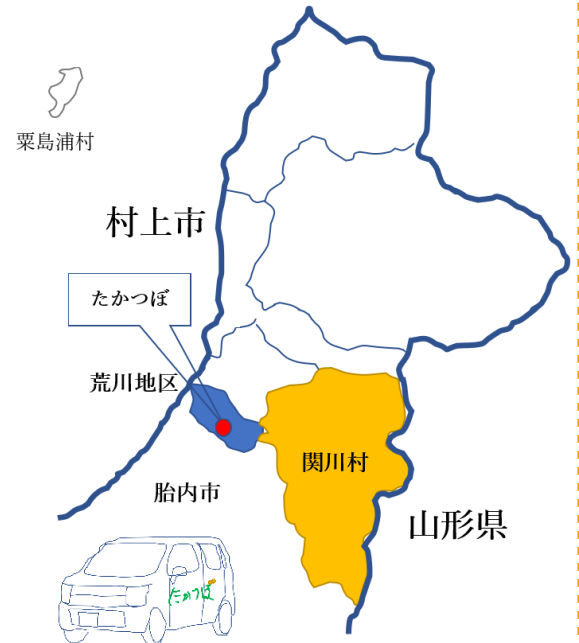 粟島浦村
村上市
たかつぼ
荒川地区
関川村
胎内市
山形県
たかつぼ